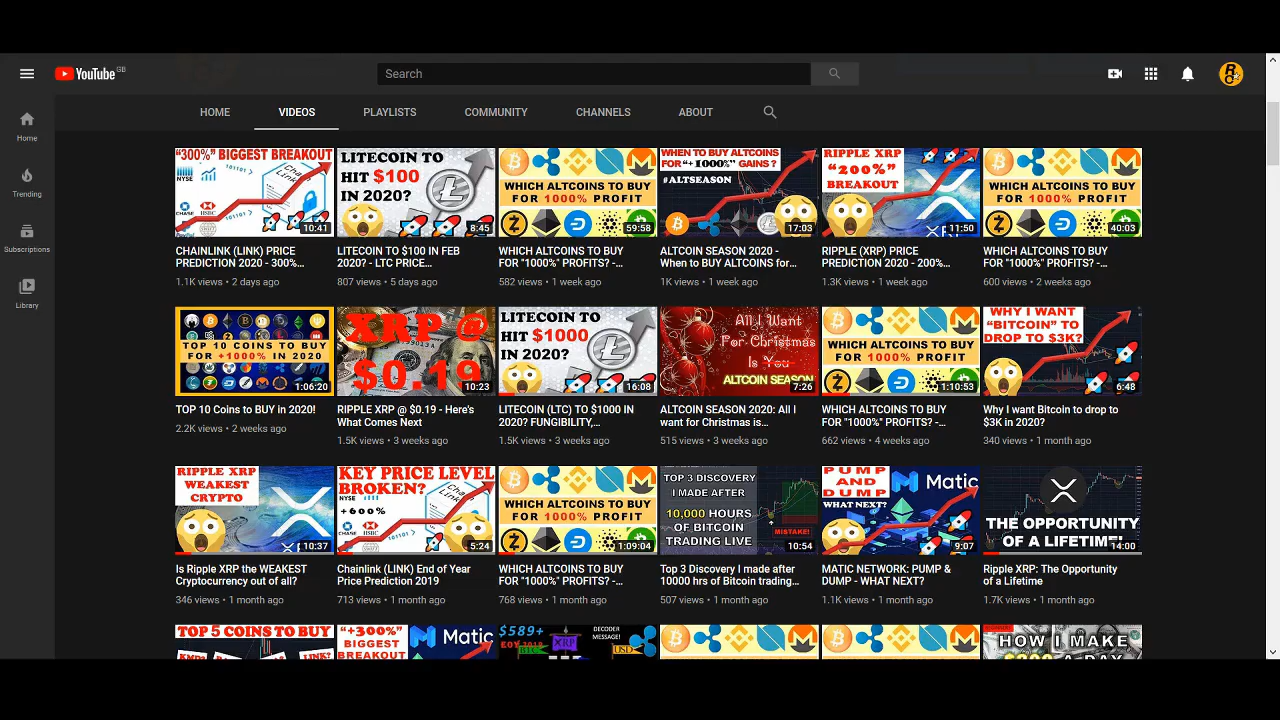 YouTube GB
Search
Home
Trending
Subscriptions
Library
HOME VIDEOS PLAYLISTS COMMUNITY CHANNELS ABOUT
"300%" BIGGEST BREAKOUT
NYSE
CHASE
HSBC
10:41
CHAINLINK (LINK) PRICE
PREDICTION 2020 - 300%...
1.1K views • 2 days ago
LITECOIN TO
HIT $100
IN 2020?
8:45
LITECOIN TO $100 IN FEB
2020? - LTC PRICE...
807 views • 5 days ago
WHICH ALTCOINS TO BUY
FOR 1000% PROFIT
59:58
WHICH ALTCOINS TO BUY
FOR "1000%" PROFITS? -...
582 views • 1 week ago
WHEN TO BUY ALTCOINS
FOR "+1000%" GAINS ?
#ALTSEASON
17:03
ALTCOIN SEASON 2020 -
When to BUY ALTCOINS for...
1K views • 1 week ago
RIPPLE XRP
"200%"
BREAKOUT
11:50
RIPPLE (XRP) PRICE
PREDICTION 2020 - 200%...
1.3K views • 1 week ago
WHICH ALTCOINS TO BUY
FOR 1000% PROFIT
40:03
WHICH ALTCOINS TO BUY
FOR "1000%" PROFITS? -...
600 views • 2 weeks ago
TOP 10 COINS TO BUY
FOR +1000% IN 2020
1:06:20
TOP 10 Coins to BUY in 2020!
2.2K views • 2 weeks ago
XRP @
$0.19
10:23
RIPPLE XRP @ $0.19 - Here's
What Comes Next
1.5K views • 3 weeks ago
LITECOIN TO
HIT $1000
IN 2020?
16:08
LITECOIN (LTC) TO $1000 IN
2020? FUNGIBILITY,...
1.5K views • 3 weeks ago
All I Want
For Christmas
Is You
ALTCOIN SEASON
7:26
ALTCOIN SEASON 2020: All I
want for Christmas is...
515 views • 3 weeks ago
WHICH ALTCOINS TO BUY
FOR 1000% PROFIT
1:10:53
WHICH ALTCOINS TO BUY
FOR "1000%" PROFITS? -...
662 views • 4 weeks ago
WHY I WANT
"BITCOIN" TO
DROP TO $3K?
6:48
Why I want Bitcoin to drop to
$3K in 2020?
340 views • 1 month ago
RIPPLE XRP
WEAKEST
CRYPTO
10:37
Is Ripple XRP the WEAKEST
Cryptocurrency out of all?
346 views • 1 month ago
KEY PRICE LEVEL
BROKEN?
NYSE
+600%
CHASE
HSBC
5:24
Chainlink (LINK) End of Year
Price Prediction 2019
713 views • 1 month ago
WHICH ALTCOINS TO BUY
FOR 1000% PROFIT
1:09:04
WHICH ALTCOINS TO BUY
FOR "1000%" PROFITS? -...
768 views • 1 month ago
TOP 3 DISCOVERY
I MADE AFTER
10,000 HOURS
OF BITCOIN
TRADING LIVE
MISTAKE!
10:54
Top 3 Discovery I made after
10000 hrs of Bitcoin trading...
507 views • 1 month ago
PUMP
AND
DUMP
WHAT NEXT?
Matic
9:07
MATIC NETWORK: PUMP &
DUMP - WHAT NEXT?
1.1K views • 1 month ago
THE OPPORTUNITY
OF A LIFETIME!
14:00
Ripple XRP: The Opportunity
of a Lifetime
1.7K views • 1 month ago
TOP 5 COINS TO BUY
"+300%"
BIGGEST
BREAKOUT
Matic
$589+
DECODER
MESSAGE!
XRP
BTC
USD
HOW I MAKE